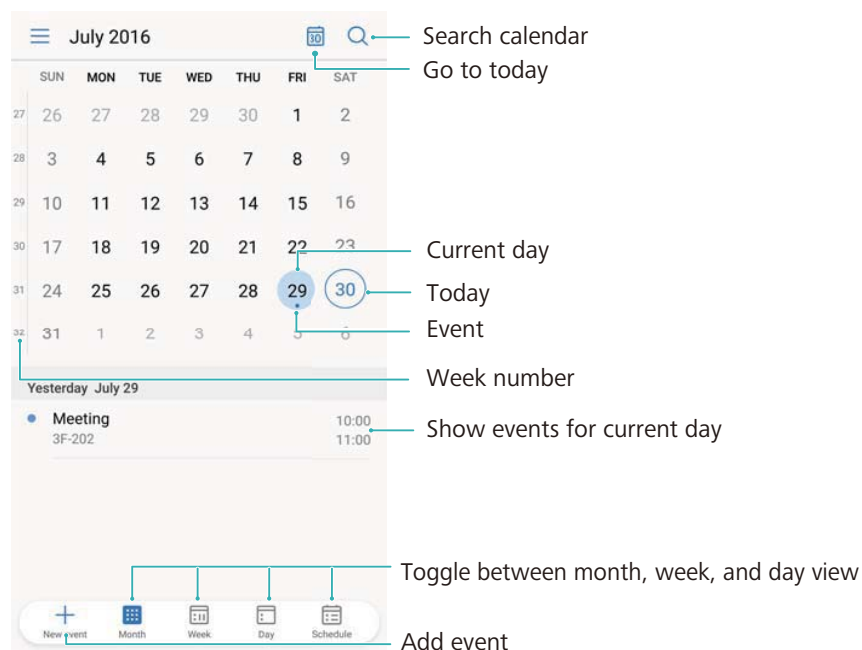 July 2016
30
Search calendar
Go to today
SUN MON TUE WED THU FRI SAT
27 26 27 28 29 30 1 2
28 3 4 5 6 7 8 9
29 10 11 12 13 14 15 16
30 17 18 19 20 21 22 23
Current day
31 24 25 26 27 28 29 30
Today
Event
32 31 1 2 3 4 5 6
Week number
Yesterday July 29
Meeting 10:00
3F-202 11:00
Show events for current day
Toggle between month, week, and day view
New event Month Week Day Schedule
Add event